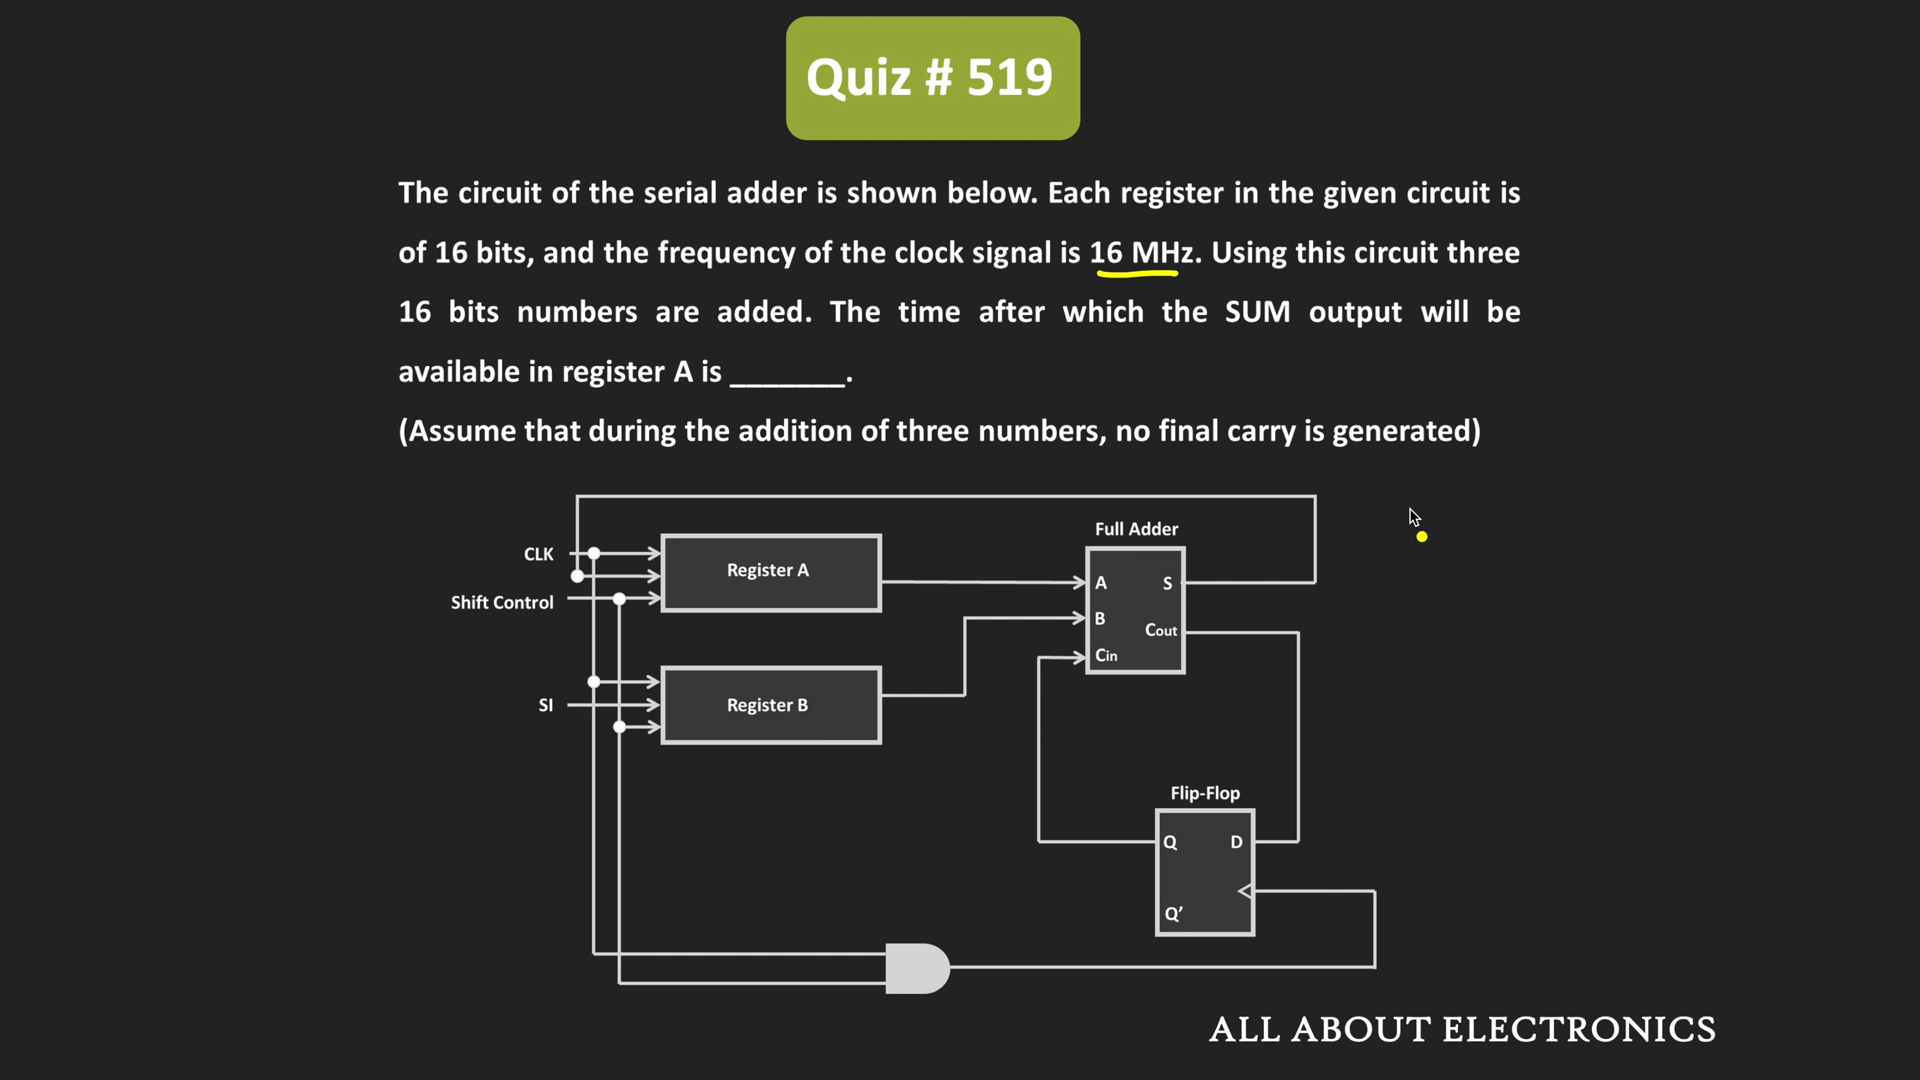 Quiz # 519
The circuit of the serial adder is shown below. Each register in the given circuit is
of 16 bits, and the frequency of the clock signal is 16 MHz. Using this circuit three
16 bits numbers are added. The time after which the SUM output will be
available in register A is _______.
(Assume that during the addition of three numbers, no final carry is generated)
Full Adder
CLK
Register A
A S
Shift Control
B
Cout
Cin
SI
Register B
Flip-Flop
Q D
Q’
ALL ABOUT ELECTRONICS